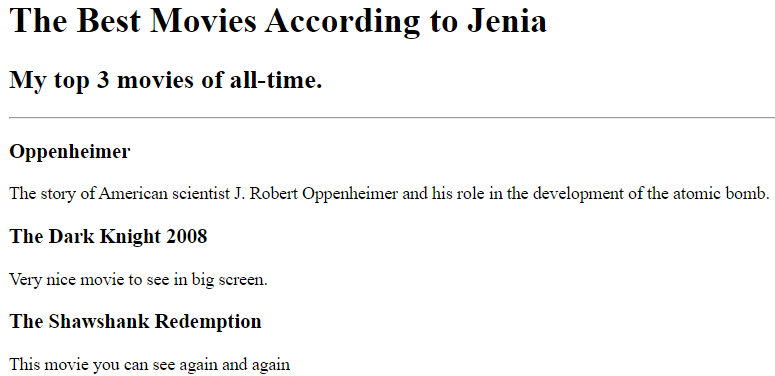 The Best Movies According to Jenia
My top 3 movies of all-time.
Oppenheimer
The story of American scientist J. Robert Oppenheimer and his role in the development of the atomic bomb.
The Dark Knight 2008
Very nice movie to see in big screen.
The Shawshank Redemption
This movie you can see again and again